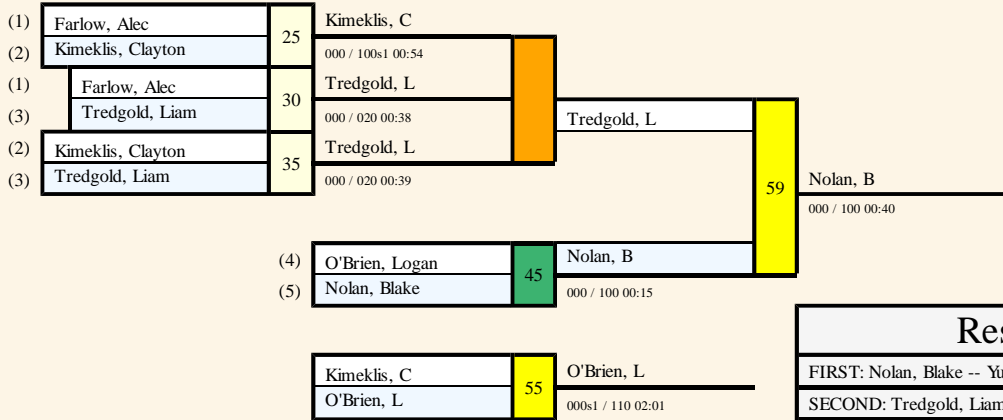 (1) Farlow, Alec 25 Kimeklis, C
(2) Kimeklis, Clayton 000 / 100s1 00:54
(1) Farlow, Alec 30 Tredgold, L
(3) Tredgold, Liam 000 / 020 00:38
Tredgold, L
(2) Kimeklis, Clayton 35 Tredgold, L
(3) Tredgold, Liam 000 / 020 00:39
59 Nolan, B
000 / 100 00:40
(4) O'Brien, Logan 45 Nolan, B
(5) Nolan, Blake 000 / 100 00:15
Kimeklis, C 55 O'Brien, L
O'Brien, L 000s1 / 110 02:01
Res
FIRST: Nolan, Blake -- Yu
SECOND: Tredgold, Liam